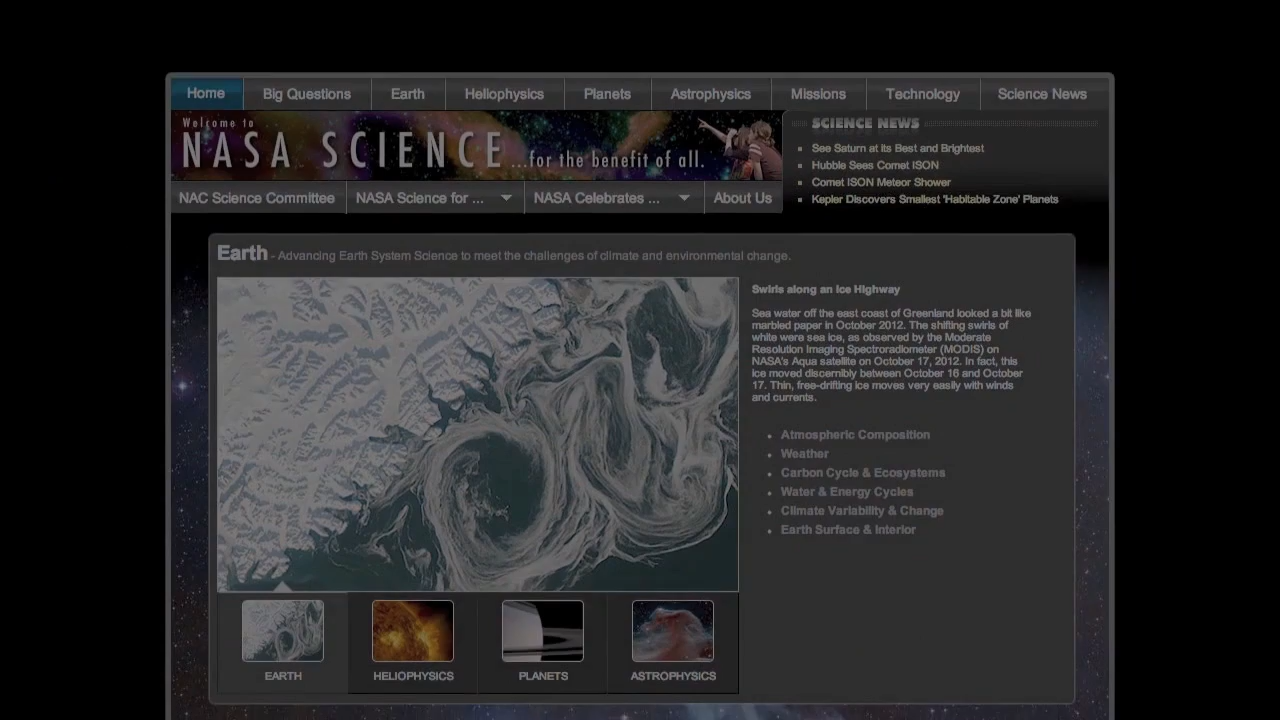 Home Big Questions Earth Heliophysics Planets Astrophysics Missions Technology Science News
Welcome to
NASA SCIENCE ...for the benefit of all.
SCIENCE NEWS
See Saturn at its Best and Brightest
Hubble Sees Comet ISON
Comet ISON Meteor Shower
Kepler Discovers Smallest 'Habitable Zone' Planets
NAC Science Committee NASA Science for ... NASA Celebrates ... About Us
Earth - Advancing Earth System Science to meet the challenges of climate and environmental change.
Swirls along an Ice Highway
Sea water off the east coast of Greenland looked a bit like
marbled paper in October 2012. The shifting swirls of
white were sea ice, as observed by the Moderate
Resolution Imaging Spectroradiometer (MODIS) on
NASA's Aqua satellite on October 17, 2012. In fact, this
ice moved discernibly between October 16 and October
17. Thin, free-drifting ice moves very easily with winds
and currents.
Atmospheric Composition
Weather
Carbon Cycle & Ecosystems
Water & Energy Cycles
Climate Variability & Change
Earth Surface & Interior
EARTH HELIOPHYSICS PLANETS ASTROPHYSICS